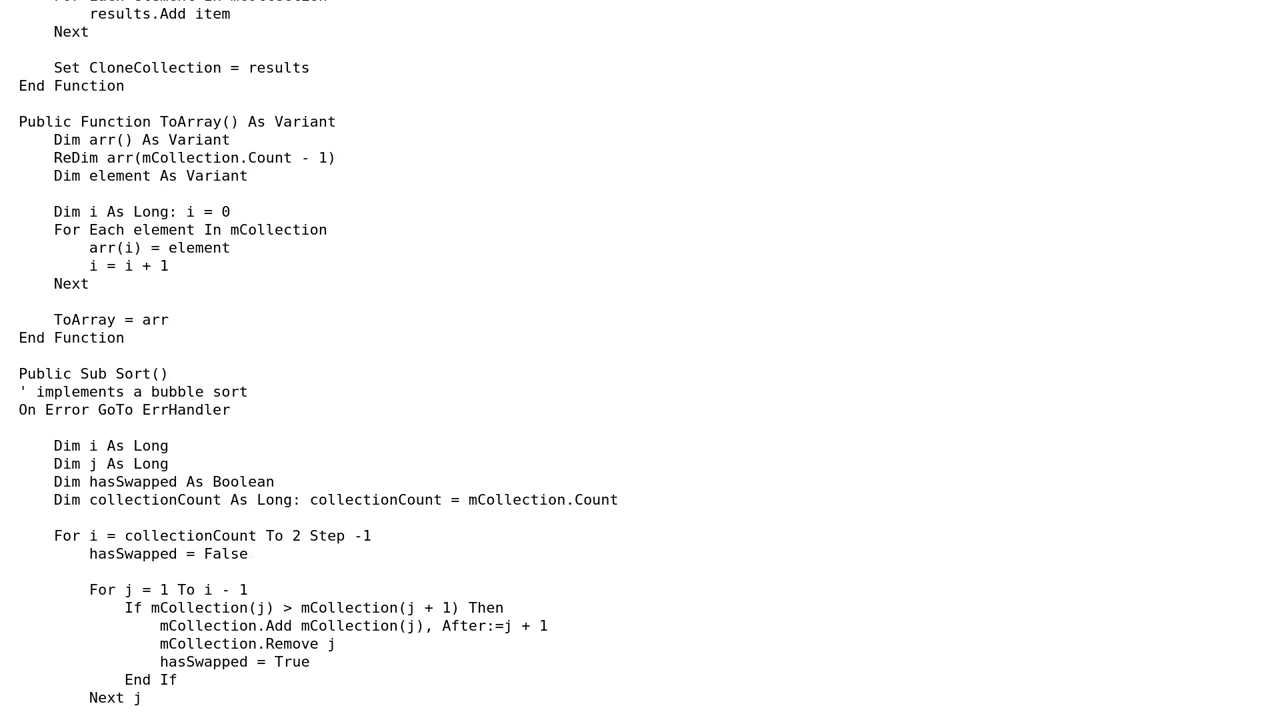 For Each element In mCollection
results.Add item
Next
Set CloneCollection = results
End Function
Public Function ToArray() As Variant
Dim arr() As Variant
ReDim arr(mCollection.Count - 1)
Dim element As Variant
Dim i As Long: i = 0
For Each element In mCollection
arr(i) = element
i = i + 1
Next
ToArray = arr
End Function
Public Sub Sort()
' implements a bubble sort
On Error GoTo ErrHandler
Dim i As Long
Dim j As Long
Dim hasSwapped As Boolean
Dim collectionCount As Long: collectionCount = mCollection.Count
For i = collectionCount To 2 Step -1
hasSwapped = False
For j = 1 To i - 1
If mCollection(j) > mCollection(j + 1) Then
mCollection.Add mCollection(j), After:=j + 1
mCollection.Remove j
hasSwapped = True
End If
Next j